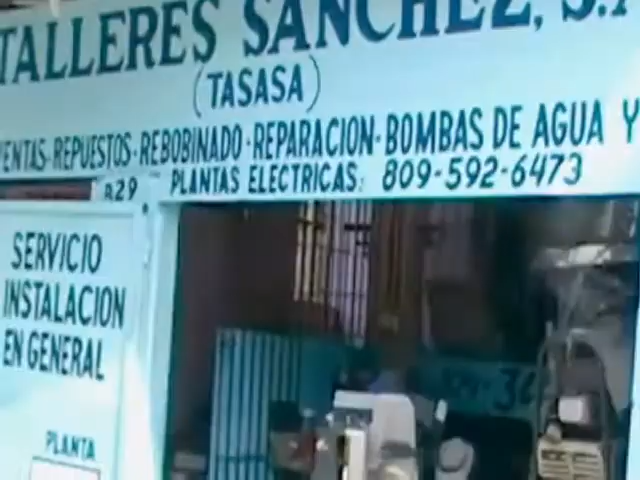 TALLERES SANCHEZ, S.A
(TASASA)
VENTAS-REPUESTOS-REBOBINADO-REPARACION-BOMBAS DE AGUA Y
PLANTAS ELECTRICAS: 809-592-6473
829
SERVICIO
INSTALACION
EN GENERAL
PLANTA